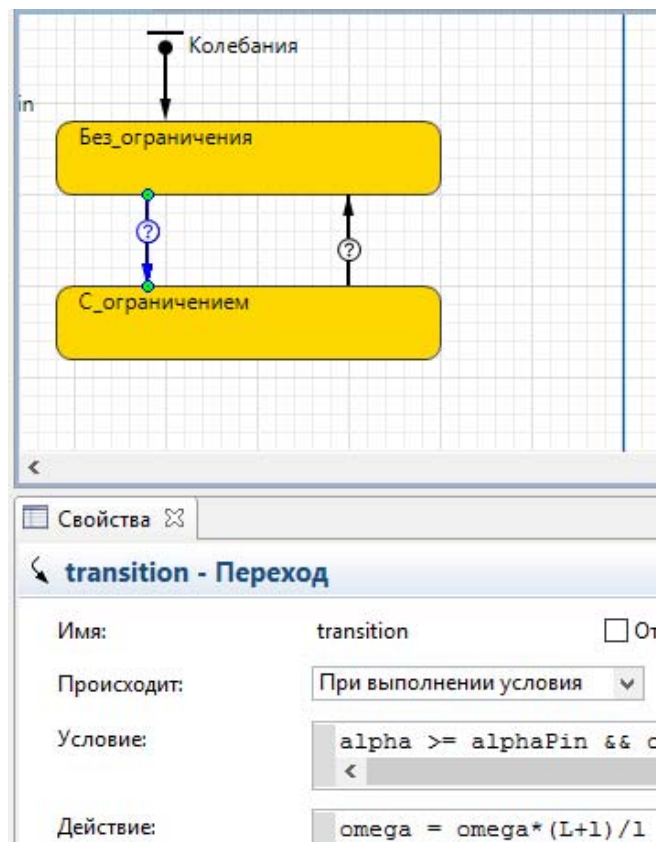 Колебания
in
Без_ограничения
?
?
С_ограничением
<
Свойства
transition - Переход
Имя: transition
Происходит: При выполнении условия
Условие: alpha >= alphaPin &&
<
Действие: omega = omega*(L+l)/l